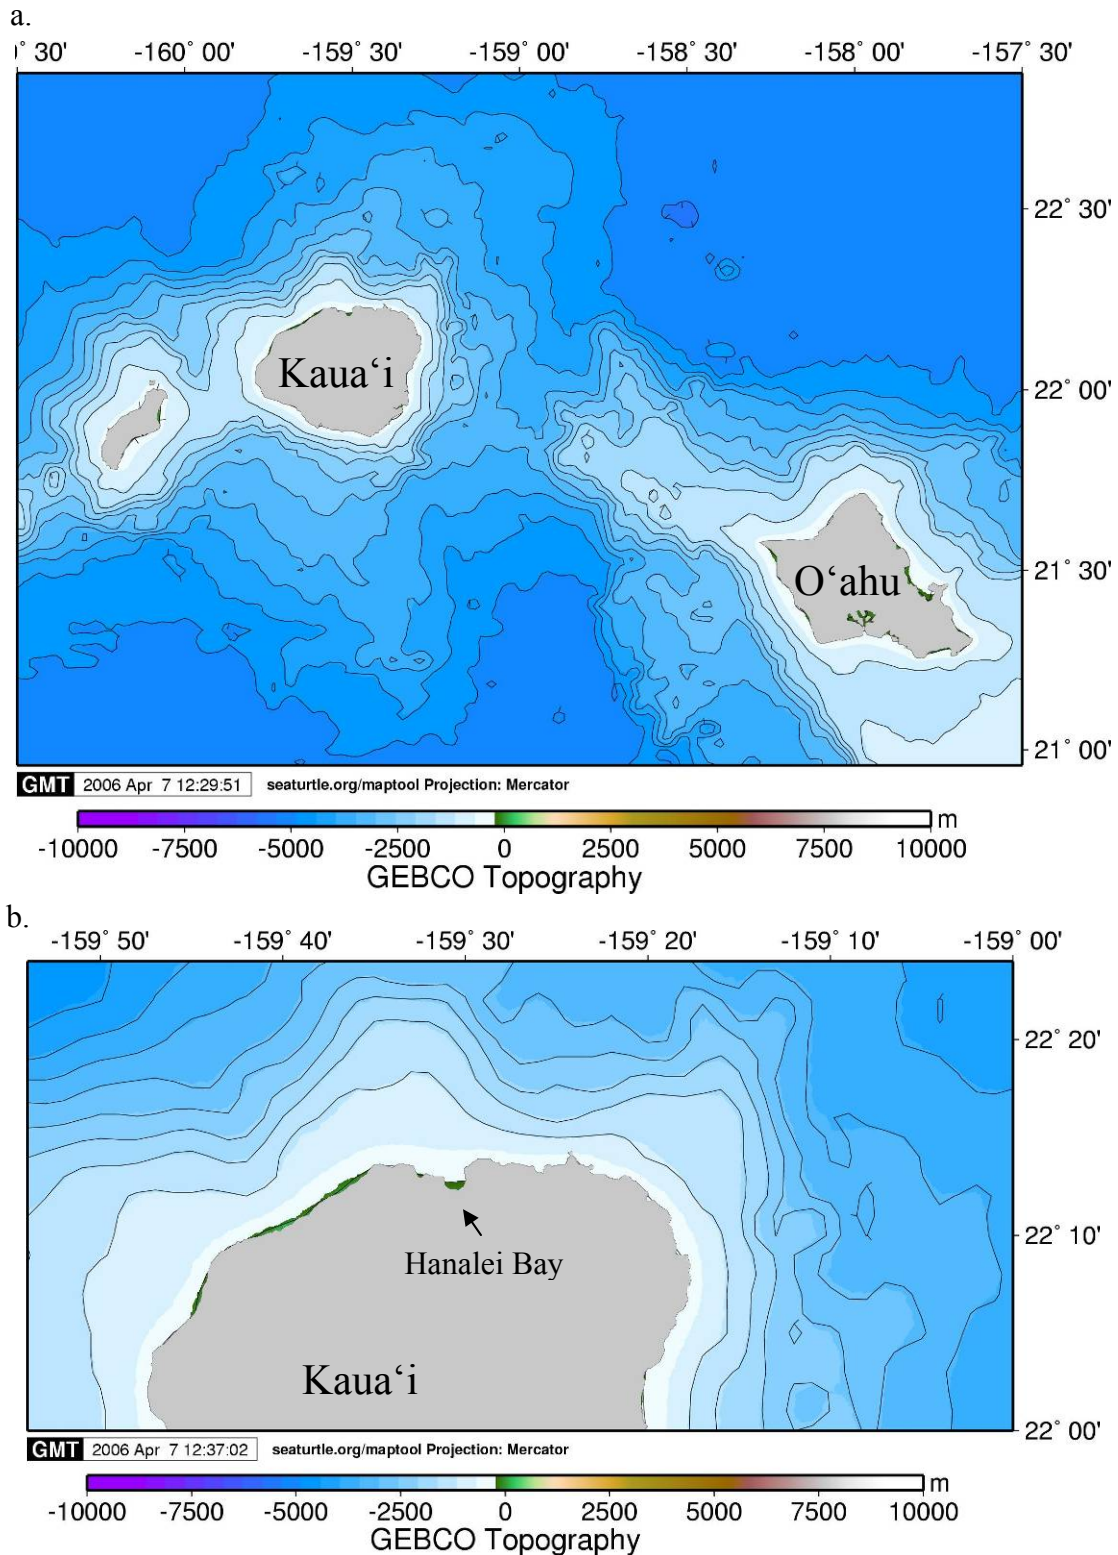 a.
˚ 30' -160˚ 00' -159˚ 30' -159˚ 00' -158˚ 30' -158˚ 00' -157˚ 30'
22˚ 30'
Kaua‘i
22˚ 00'
O‘ahu
21˚ 30'
21˚ 00'
GMT 2006 Apr 7 12:29:51 seaturtle.org/maptool Projection: Mercator
m
-10000 -7500 -5000 -2500 0 2500 5000 7500 10000
GEBCO Topography
b.
-159˚ 50' -159˚ 40' -159˚ 30' -159˚ 20' -159˚ 10' -159˚ 00'
22˚ 20'
22˚ 10'
Hanalei Bay
Kaua‘i
22˚ 00'
GMT 2006 Apr 7 12:37:02 seaturtle.org/maptool Projection: Mercator
m
-10000 -7500 -5000 -2500 0 2500 5000 7500 10000
GEBCO Topography